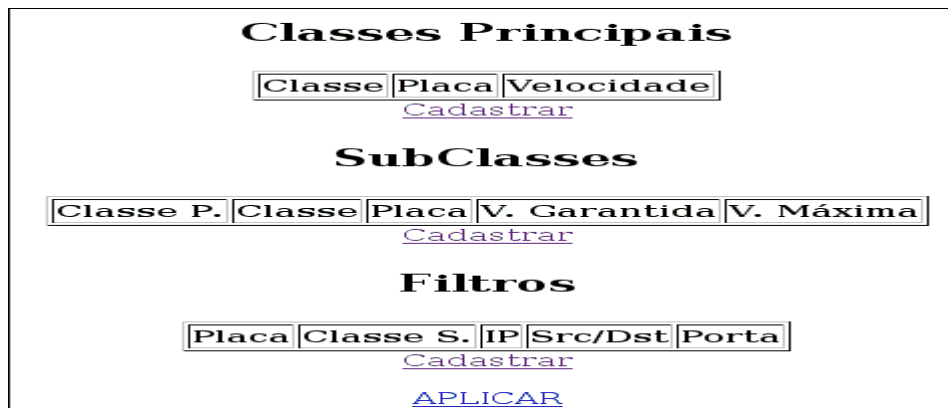 Classes Principais
Classe Placa Velocidade
Cadastrar
SubClasses
Classe P. Classe Placa V. Garantida V. Máxima
Cadastrar
Filtros
Placa Classe S. IP Src/Dst Porta
Cadastrar
APLICAR